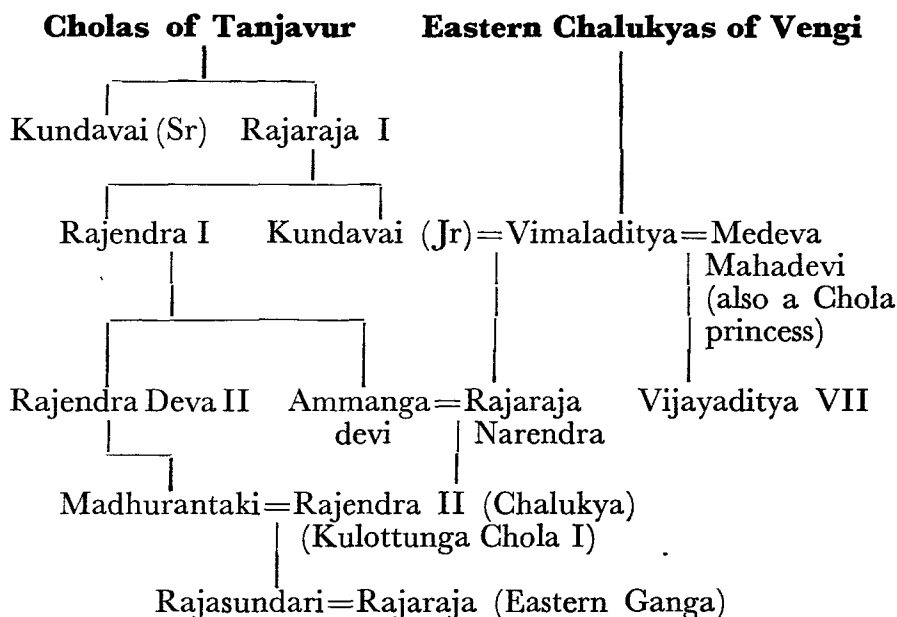 Cholas of Tanjavur Eastern Chalukyas of Vengi
Kundavai (Sr) Rajaraja I
Rajendra I Kundavai (Jr)=Vimaladitya=Medeva
Mahadevi
(also a Chola
princess)
Rajendra Deva II Ammanga=Rajaraja Vijayaditya VII
devi Narendra
Madhurantaki=Rajendra II (Chalukya)
(Kulottunga Chola I)
Rajasundari=Rajaraja (Eastern Ganga)